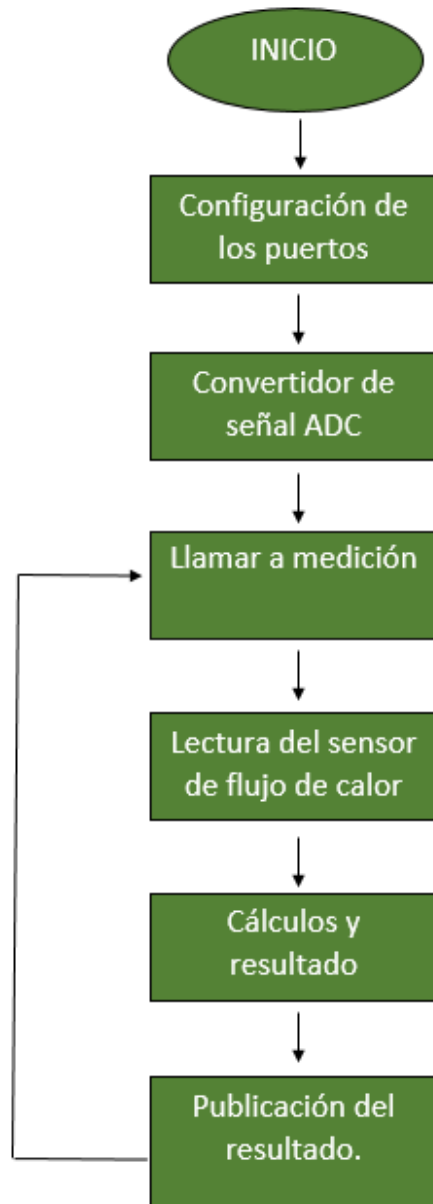 INICIO
Configuración de
los puertos
Convertidor de
señal ADC
Llamar a medición
Lectura del sensor
de flujo de calor
Cálculos y
resultado
Publicación del
resultado.